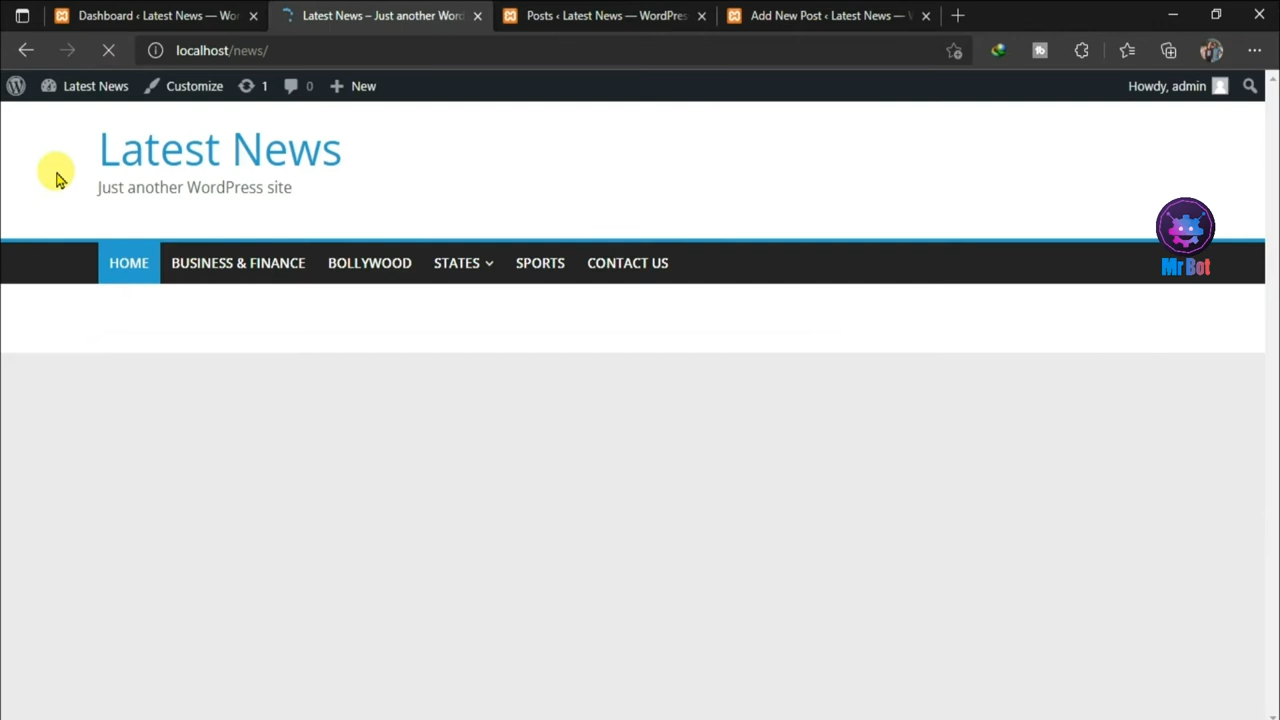 Dashboard ‹ Latest News — Wor
Latest News – Just another Word
Posts ‹ Latest News — WordPres
Add New Post ‹ Latest News — W
localhost/news/
Latest News
Customize
1
0
New
Howdy, admin
Latest News
Just another WordPress site
Mr Bot
HOME
BUSINESS & FINANCE
BOLLYWOOD
STATES
SPORTS
CONTACT US